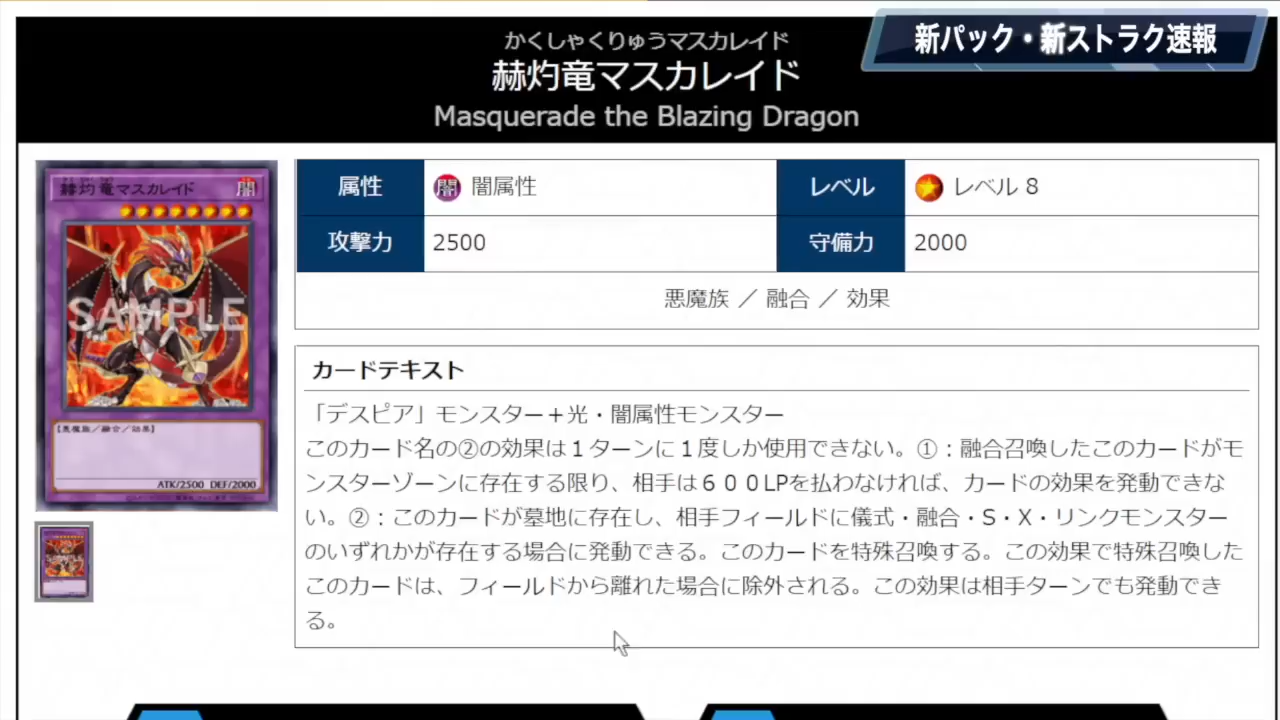 新パック・新ストラク速報
かくしゃくりゅうマスカレイド
赫灼竜マスカレイド
Masquerade the Blazing Dragon
赫灼竜マスカレイド
闇
SAMPLE
【悪魔族／融合／効果】
ATK/2500 DEF/2000
属性 闇 闇属性 レベル レベル 8
攻撃力 2500 守備力 2000
悪魔族 ／ 融合 ／ 効果
カードテキスト
「デスピア」モンスター＋光・闇属性モンスター
このカード名の②の効果は１ターンに１度しか使用できない。①：融合召喚したこのカードがモ
ンスターゾーンに存在する限り、相手は６００LPを払わなければ、カードの効果を発動できな
い。②：このカードが墓地に存在し、相手フィールドに儀式・融合・S・X・リンクモンスター
のいずれかが存在する場合に発動できる。このカードを特殊召喚する。この効果で特殊召喚した
このカードは、フィールドから離れた場合に除外される。この効果は相手ターンでも発動でき
る。